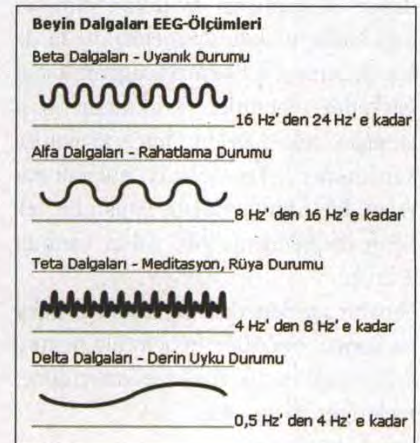 Beyin Dalgaları EEG-Ölçümleri
Beta Dalgaları - Uyanık Durumu
16 Hz' den 24 Hz' e kadar
Alfa Dalgaları - Rahatlama Durumu
8 Hz' den 16 Hz' e kadar
Teta Dalgaları - Meditasyon, Rüya Durumu
4 Hz' den 8 Hz' e kadar
Delta Dalgaları - Derin Uyku Durumu
0,5 Hz' den 4 Hz' e kadar